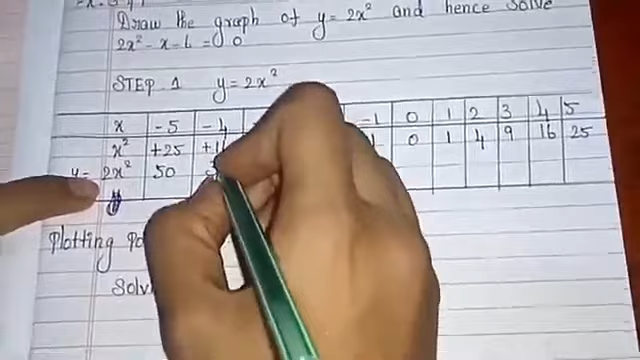 Draw the graph of y = 2x² and hence solve
2x² - x - 6 = 0
STEP 1 y = 2x²
x -5 -4 -1 0 1 2 3 4 5
x² +25 0 1 4 9 16 25
y = 2x² 50
Plotting